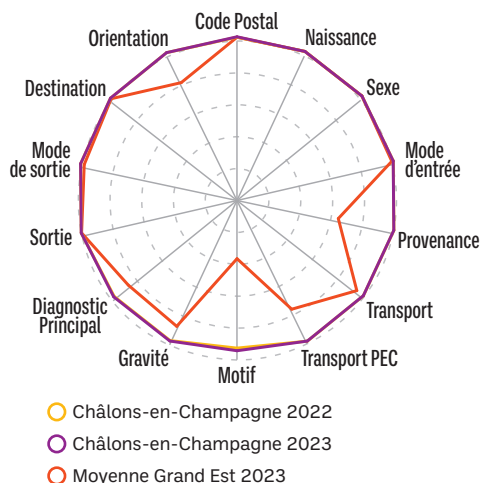 Code Postal
Naissance
Sexe
Mode
d'entrée
Provenance
Transport
Transport PEC
Motif
Gravité
Diagnostic
Principal
Sortie
Mode
de sortie
Destination
Orientation
Châlons-en-Champagne 2022
Châlons-en-Champagne 2023
Moyenne Grand Est 2023